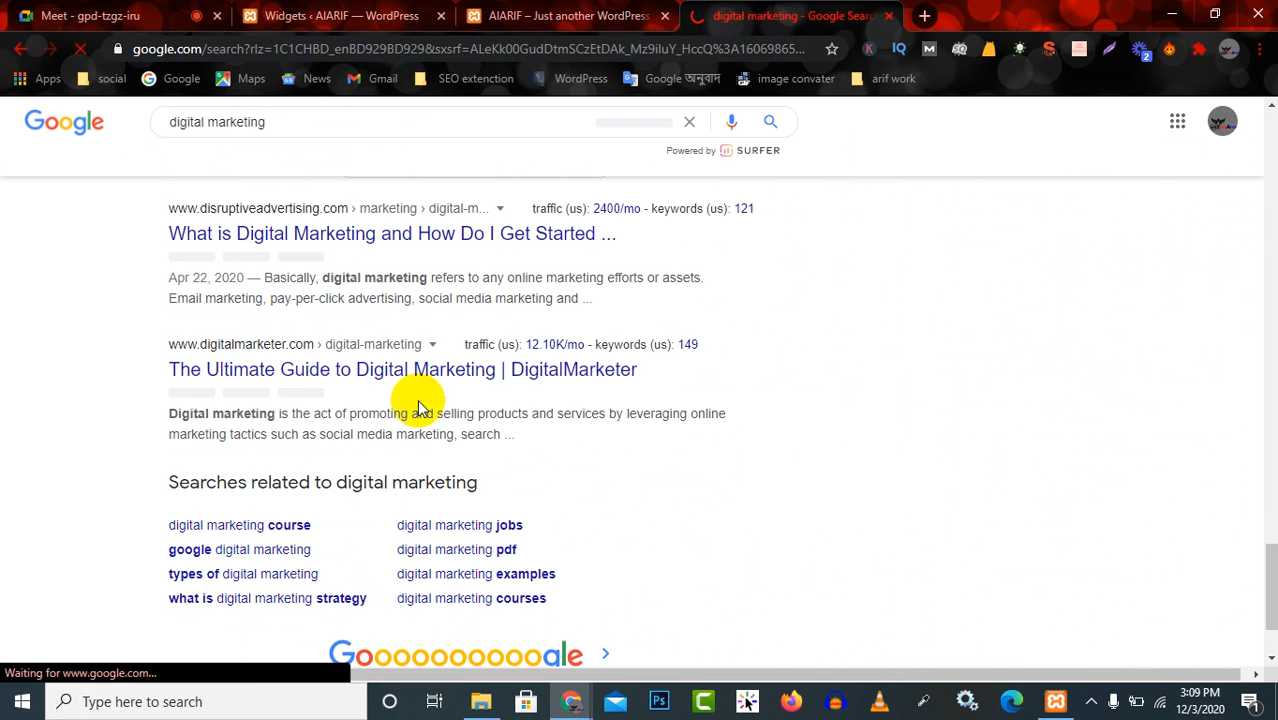 Meet - gpd-tzgz-iru
Widgets ‹ AIARIF — WordPress
AIARIF – Just another WordPress
digital marketing - Google Sear
google.com/search?rlz=1C1CHBD_enBD929BD929&sxsrf=ALeKk00GudDtmSCzEtDAk_Mz9iluY_HccQ%3A16069865...
Apps
social
Google
Maps
News
Gmail
SEO extenction
WordPress
Google অনুবাদ
image convater
arif work
Google
digital marketing
Powered by SURFER
www.disruptiveadvertising.com › marketing › digital-m... traffic (us): 2400/mo - keywords (us): 121
What is Digital Marketing and How Do I Get Started ...
Apr 22, 2020 — Basically, digital marketing refers to any online marketing efforts or assets.
Email marketing, pay-per-click advertising, social media marketing and ...
www.digitalmarketer.com › digital-marketing traffic (us): 12.10K/mo - keywords (us): 149
The Ultimate Guide to Digital Marketing | DigitalMarketer
Digital marketing is the act of promoting and selling products and services by leveraging online
marketing tactics such as social media marketing, search ...
Searches related to digital marketing
digital marketing course
digital marketing jobs
google digital marketing
digital marketing pdf
types of digital marketing
digital marketing examples
what is digital marketing strategy
digital marketing courses
Goooooooooogle
Waiting for www.google.com...
Type here to search
3:09 PM
12/3/2020